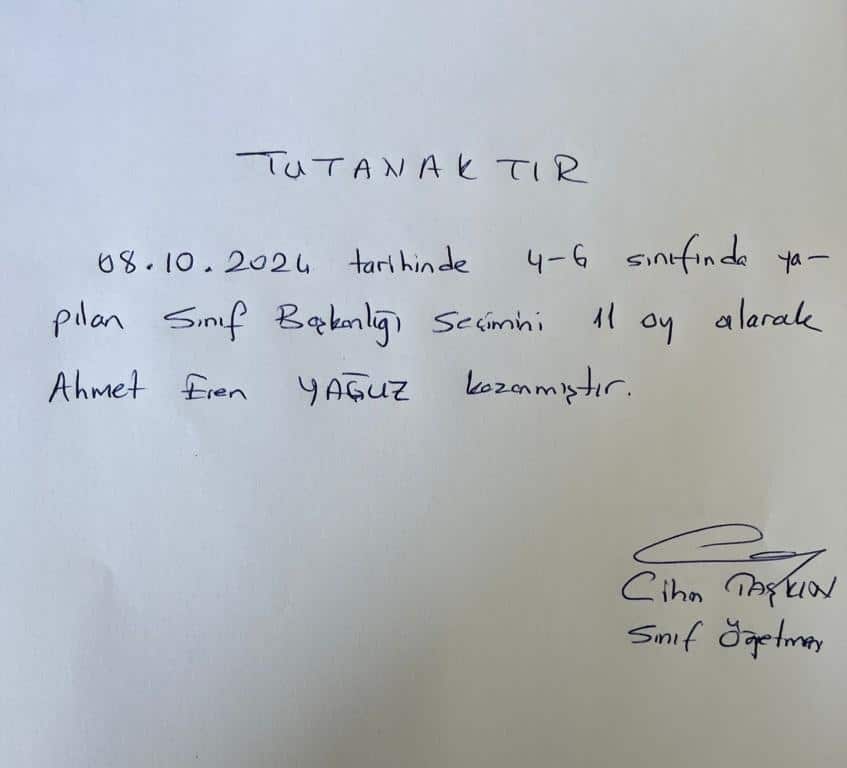 TUTANAKTIR
08.10.2024 tarihinde 4-G sınıfında ya-
pılan Sınıf Başkanlığı Seçimini 11 oy alarak
Ahmet Eren YAĞUZ kazanmıştır.
Cihan TAŞKIN
Sınıf Öğretmeni